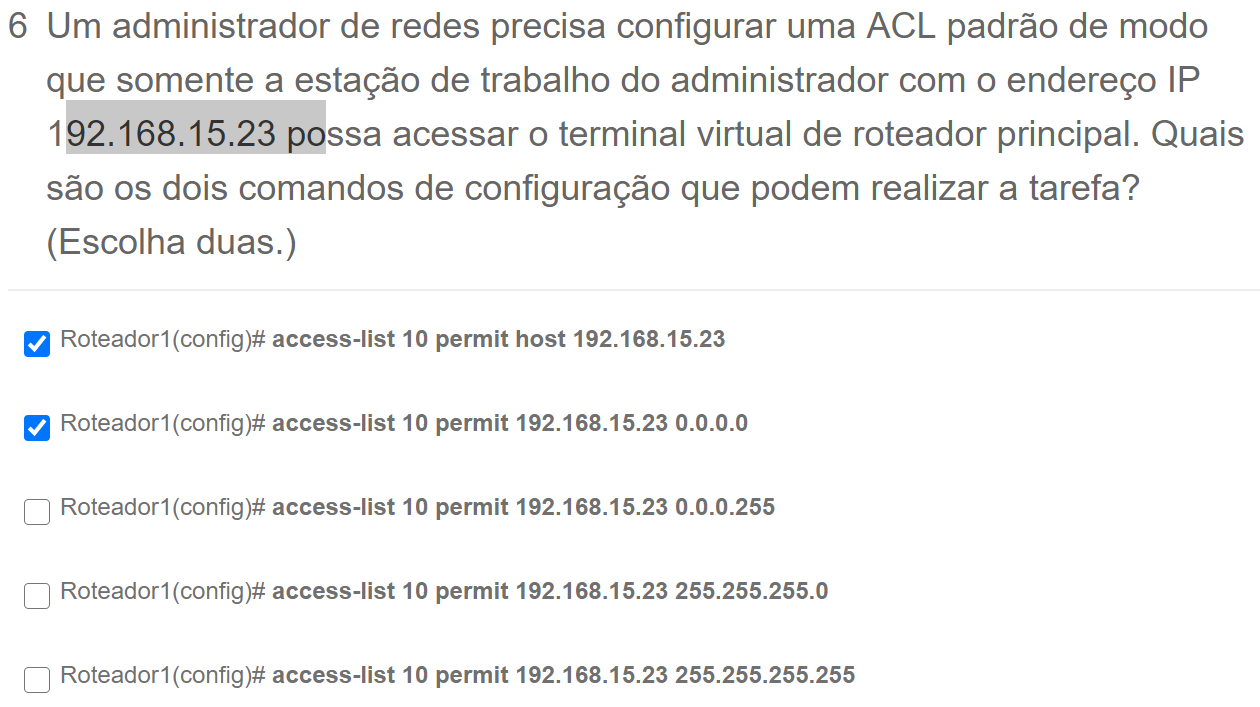 6 Um administrador de redes precisa configurar uma ACL padrão de modo
que somente a estação de trabalho do administrador com o endereço IP
192.168.15.23 possa acessar o terminal virtual de roteador principal. Quais
são os dois comandos de configuração que podem realizar a tarefa?
(Escolha duas.)
Roteador1(config)# access-list 10 permit host 192.168.15.23
Roteador1(config)# access-list 10 permit 192.168.15.23 0.0.0.0
Roteador1(config)# access-list 10 permit 192.168.15.23 0.0.0.255
Roteador1(config)# access-list 10 permit 192.168.15.23 255.255.255.0
Roteador1(config)# access-list 10 permit 192.168.15.23 255.255.255.255